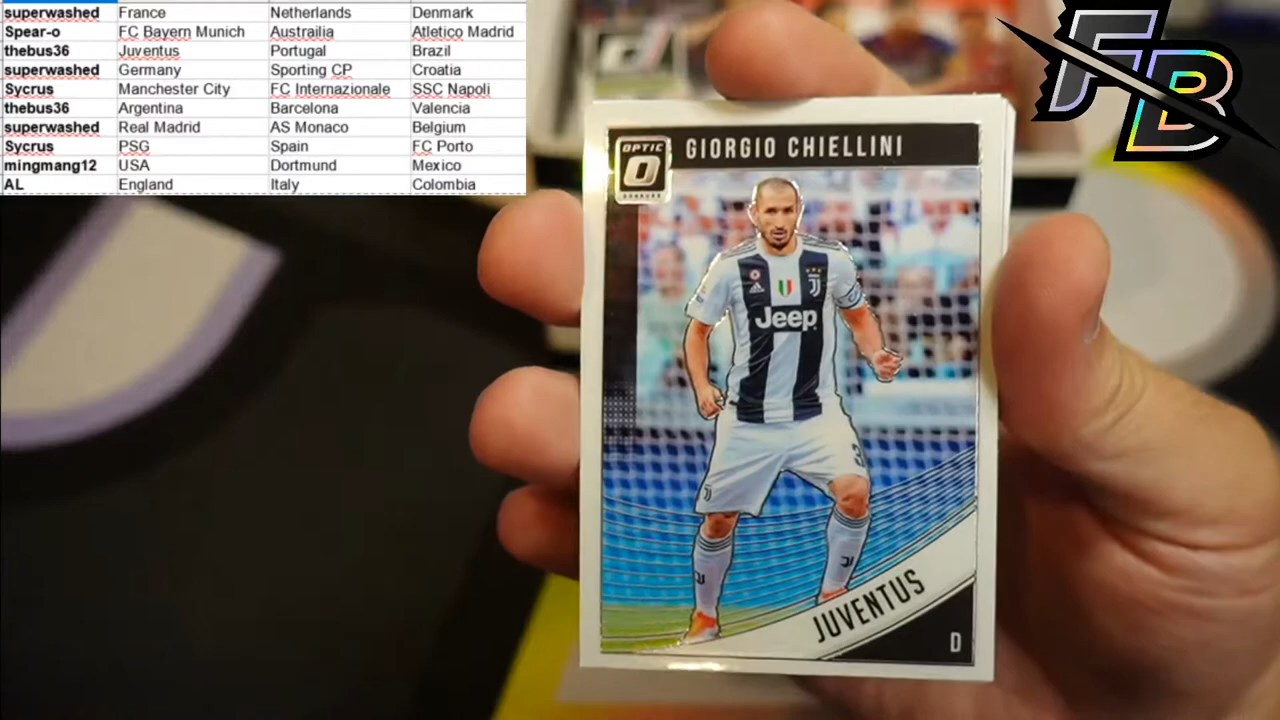 superwashed France Netherlands Denmark
Spear-o FC Bayern Munich Austrailia Atletico Madrid
thebus36 Juventus Portugal Brazil
superwashed Germany Sporting CP Croatia
Sycrus Manchester City FC Internazionale SSC Napoli
thebus36 Argentina Barcelona Valencia
superwashed Real Madrid AS Monaco Belgium
Sycrus PSG Spain FC Porto
mingmang12 USA Dortmund Mexico
AL England Italy Colombia
FB
OPTIC
DONRUSS
GIORGIO CHIELLINI
Jeep
3
JUVENTUS
D